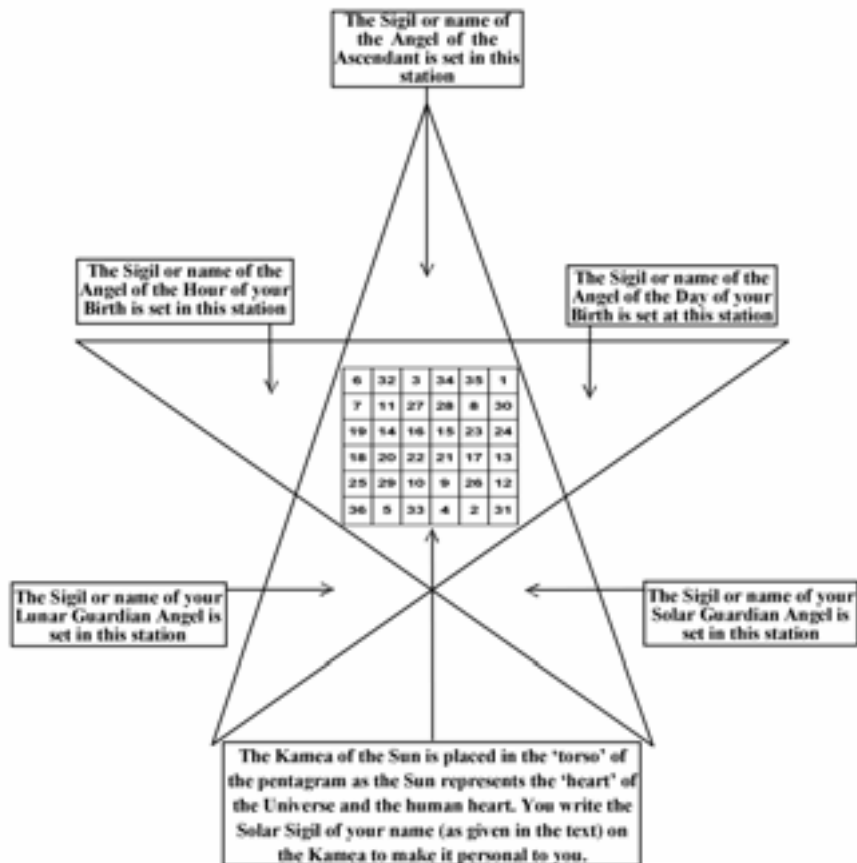 The Sigil or name of
the Angel of the
Ascendant is set in this
station
The Sigil or name of the
Angel of the Hour of your
Birth is set in this station
The Sigil or name of the
Angel of the Day of your
Birth is set at this station
6 32 3 34 35 1
7 11 27 28 8 30
19 14 16 15 23 24
18 20 22 21 17 13
25 29 10 9 26 12
36 5 33 4 2 31
The Sigil or name of your
Lunar Guardian Angel is
set in this station
The Sigil or name of your
Solar Guardian Angel is
set in this station
The Kamea of the Sun is placed in the ‘torso’ of
the pentagram as the Sun represents the ‘heart’ of
the Universe and the human heart. You write the
Solar Sigil of your name (as given in the text) on
the Kamea to make it personal to you.